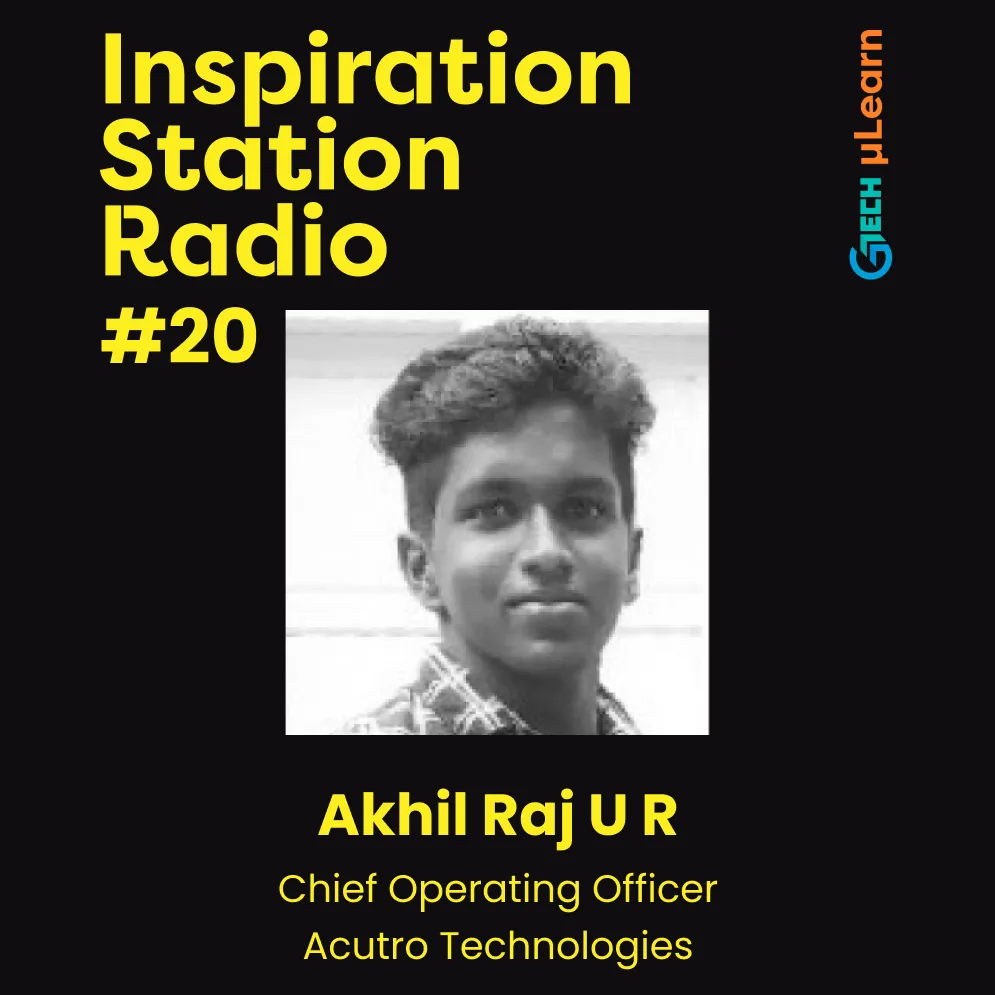 Inspiration
Station
Radio
#20
GTECH µLearn
Akhil Raj U R
Chief Operating Officer
Acutro Technologies